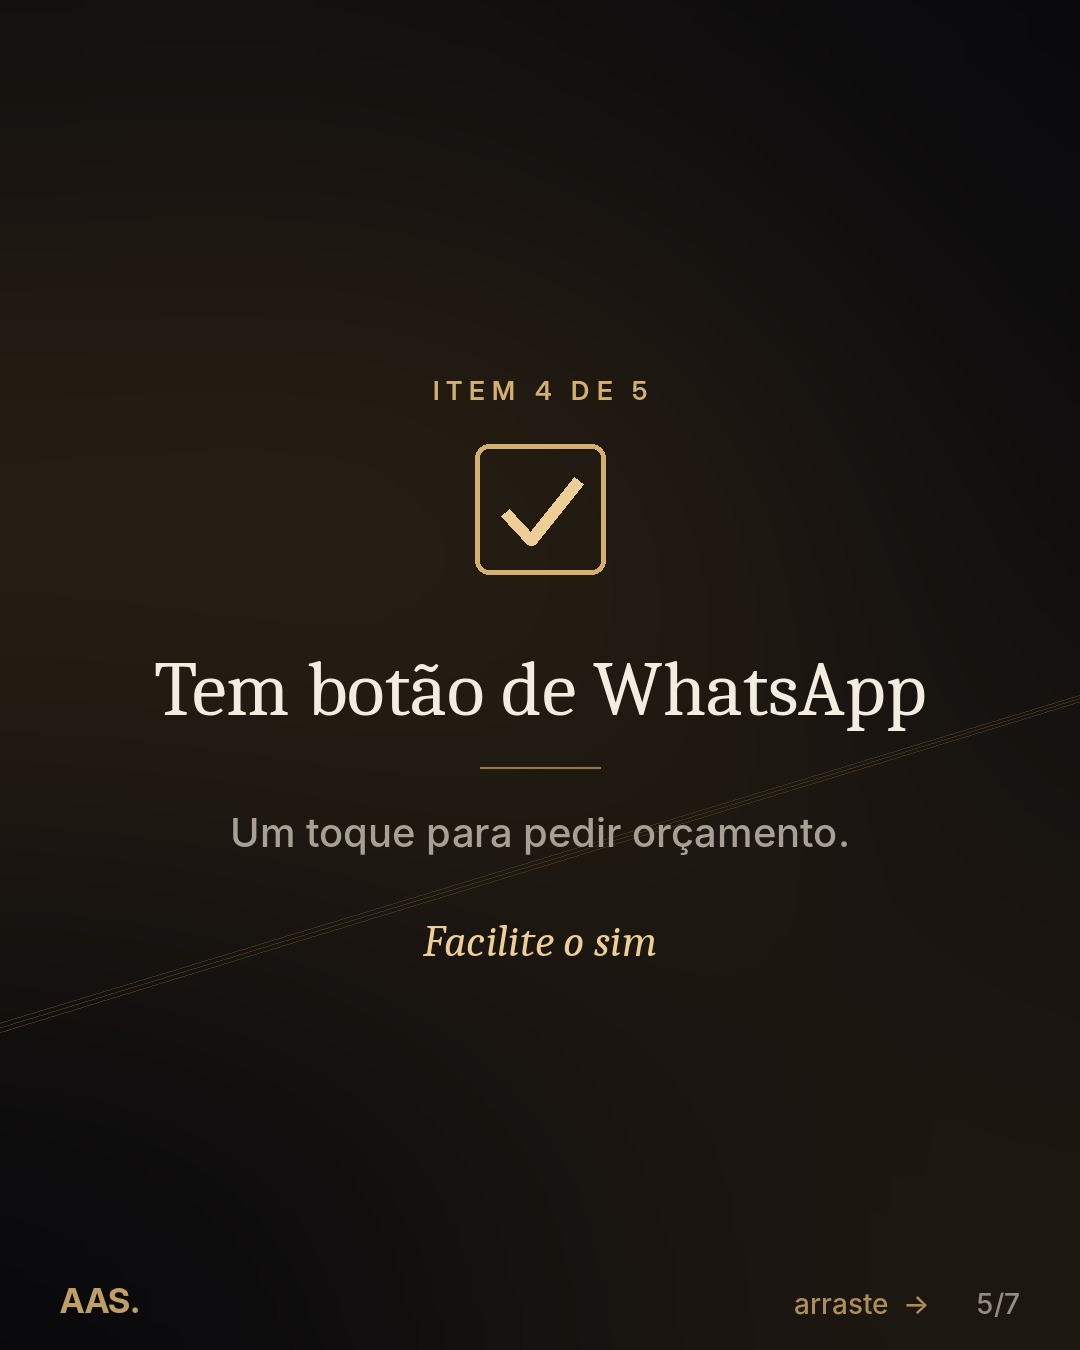 ITEM 4 DE 5
Tem botão de WhatsApp
Um toque para pedir orçamento.
Facilite o sim
AAS.
arraste → 5/7